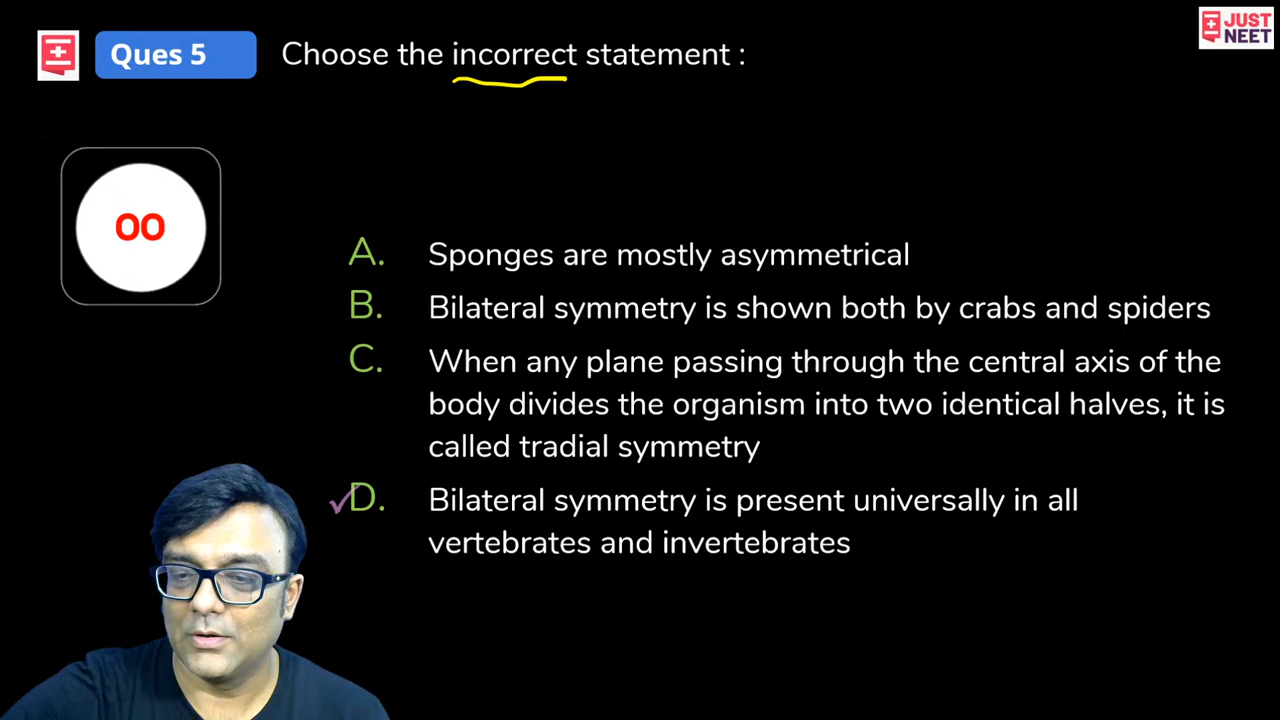 Ques 5 Choose the incorrect statement :
JUST
NEET
00
A. Sponges are mostly asymmetrical
B. Bilateral symmetry is shown both by crabs and spiders
C. When any plane passing through the central axis of the
body divides the organism into two identical halves, it is
called tradial symmetry
D. Bilateral symmetry is present universally in all
vertebrates and invertebrates